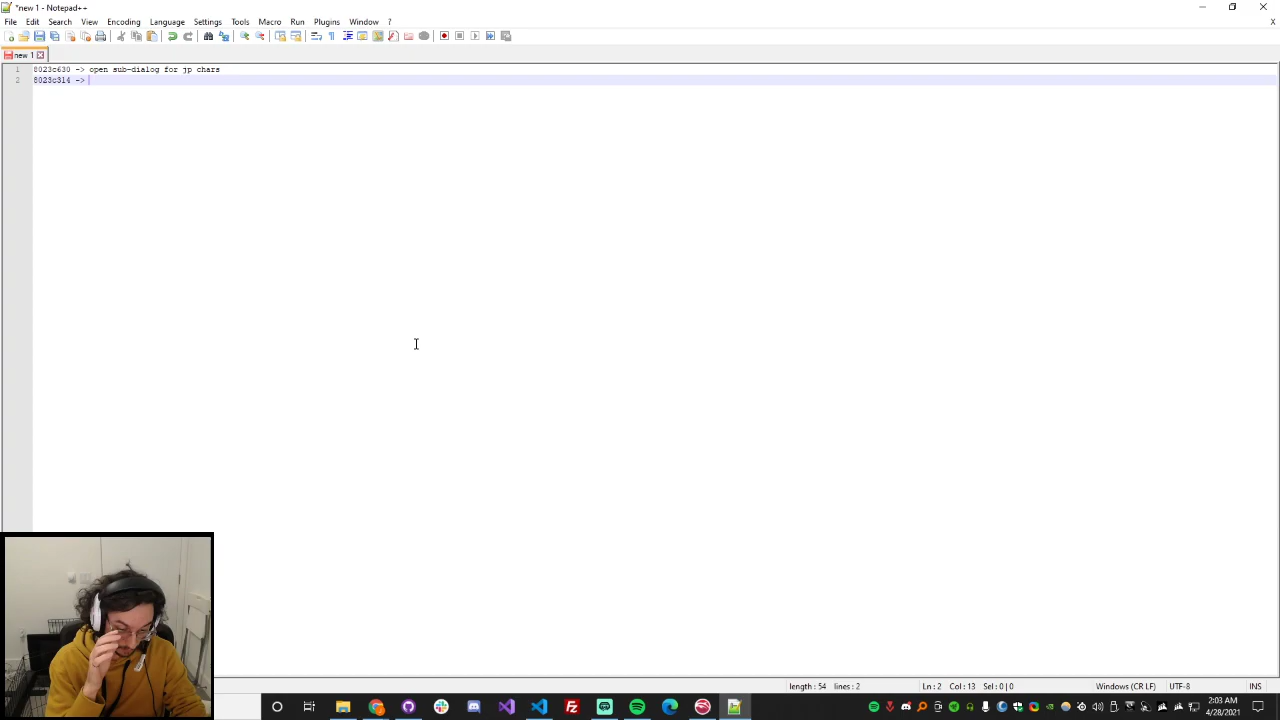 *new 1 - Notepad++
File Edit Search View Encoding Language Settings Tools Macro Run Plugins Window ?
X
new 1
1 8023c630 -> open sub-dialog for jp chars
2 8023c314 ->
length : 54 lines : 2 Ln : 2 Col : 13 Sel : 0 | 0 Windows (CR LF) UTF-8 INS
2:03 AM
4/28/2021